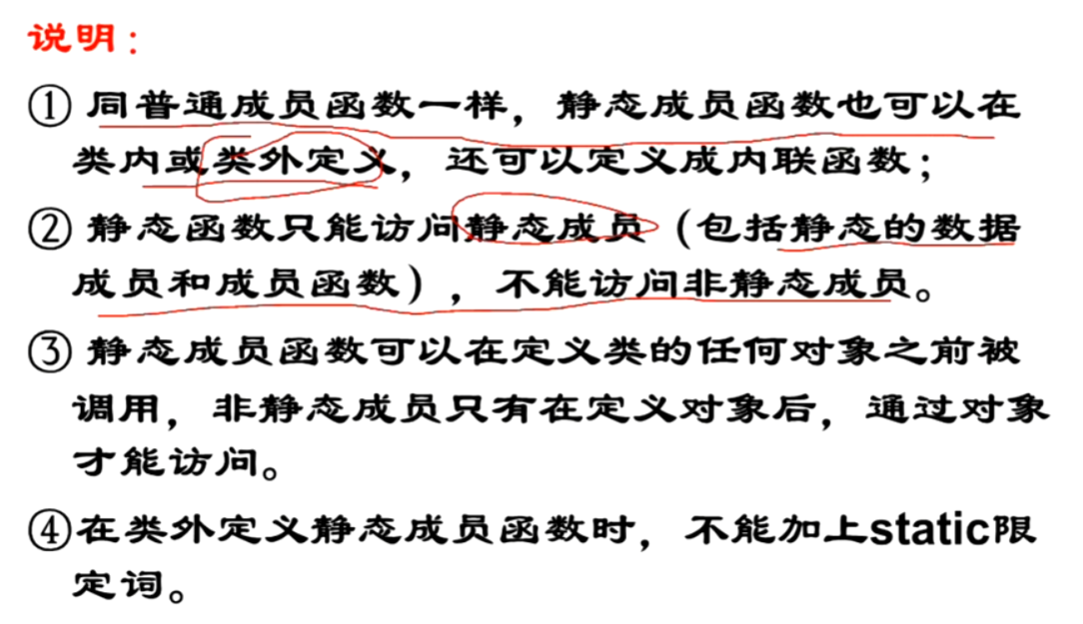 说明：
① 同普通成员函数一样，静态成员函数也可以在
类内或类外定义，还可以定义成内联函数；
② 静态函数只能访问静态成员（包括静态的数据
成员和成员函数），不能访问非静态成员。
③ 静态成员函数可以在定义类的任何对象之前被
调用，非静态成员只有在定义对象后，通过对象
才能访问。
④在类外定义静态成员函数时，不能加上static限
定词。